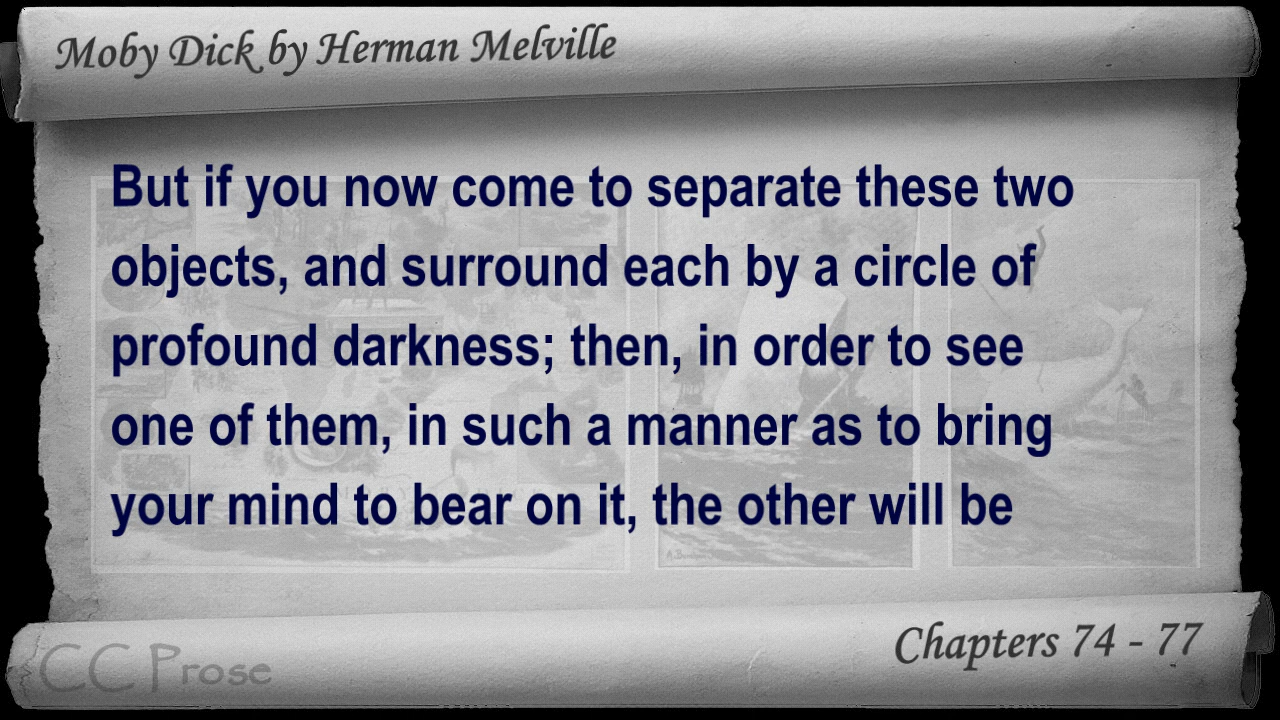 Moby Dick by Herman Melville
But if you now come to separate these two
objects, and surround each by a circle of
profound darkness; then, in order to see
one of them, in such a manner as to bring
your mind to bear on it, the other will be
Chapters 74 - 77
CC Prose